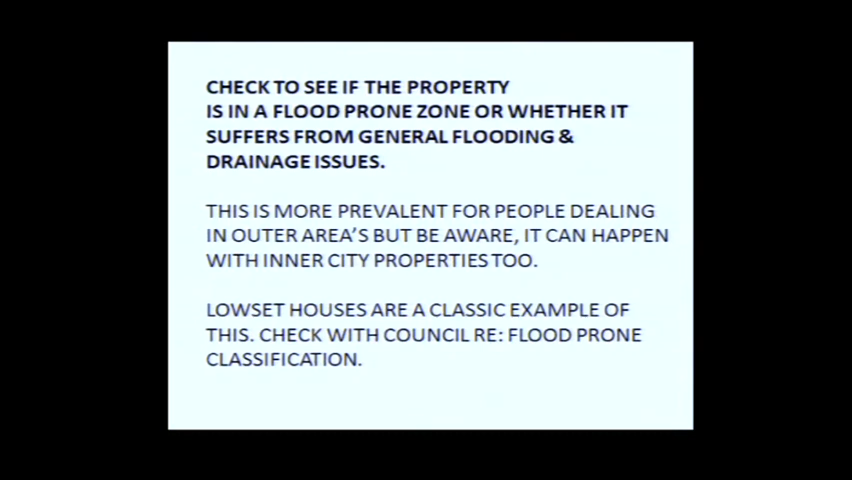 CHECK TO SEE IF THE PROPERTY
IS IN A FLOOD PRONE ZONE OR WHETHER IT
SUFFERS FROM GENERAL FLOODING &
DRAINAGE ISSUES.
THIS IS MORE PREVALENT FOR PEOPLE DEALING
IN OUTER AREA'S BUT BE AWARE, IT CAN HAPPEN
WITH INNER CITY PROPERTIES TOO.
LOWSET HOUSES ARE A CLASSIC EXAMPLE OF
THIS. CHECK WITH COUNCIL RE: FLOOD PRONE
CLASSIFICATION.